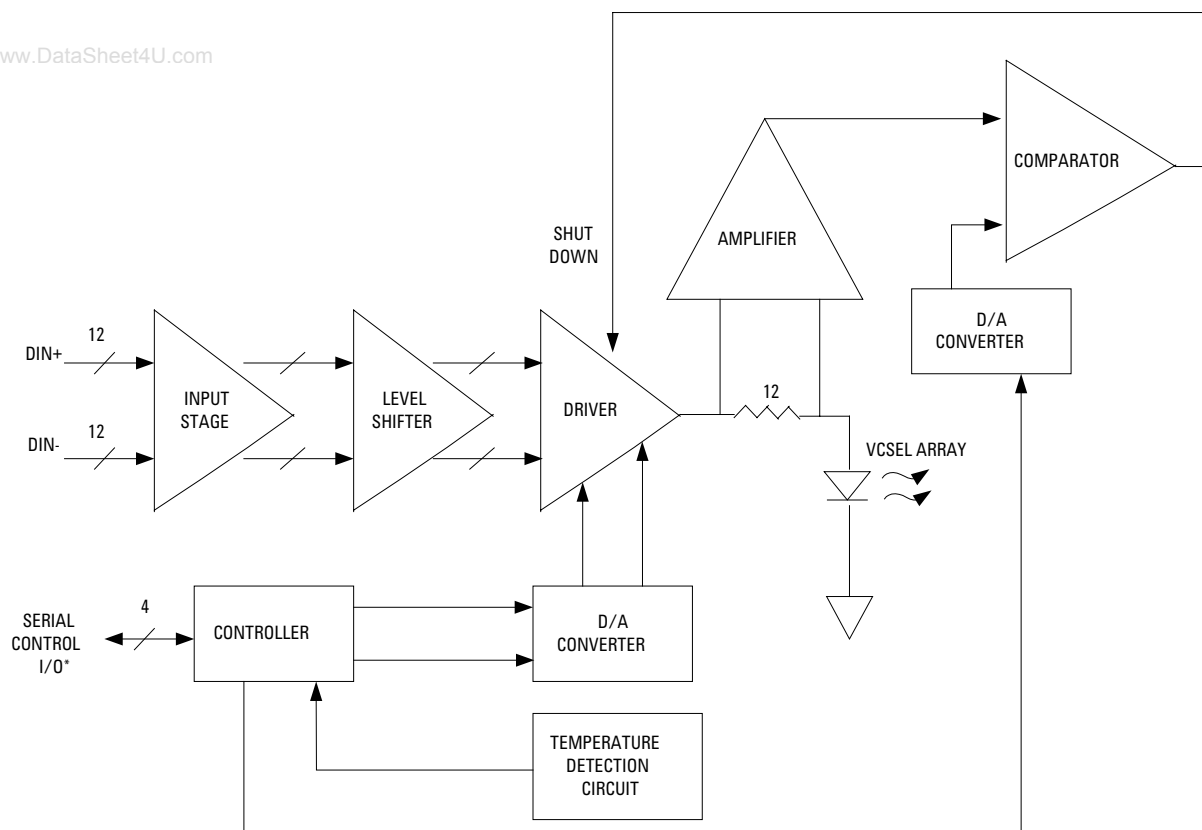 ww.DataSheet4U.com
COMPARATOR
SHUT
DOWN
AMPLIFIER
D/A
CONVERTER
DIN+
12
INPUT
STAGE
LEVEL
SHIFTER
DRIVER
12
DIN-
12
VCSEL ARRAY
SERIAL
CONTROL
I/O*
4
CONTROLLER
D/A
CONVERTER
TEMPERATURE
DETECTION
CIRCUIT